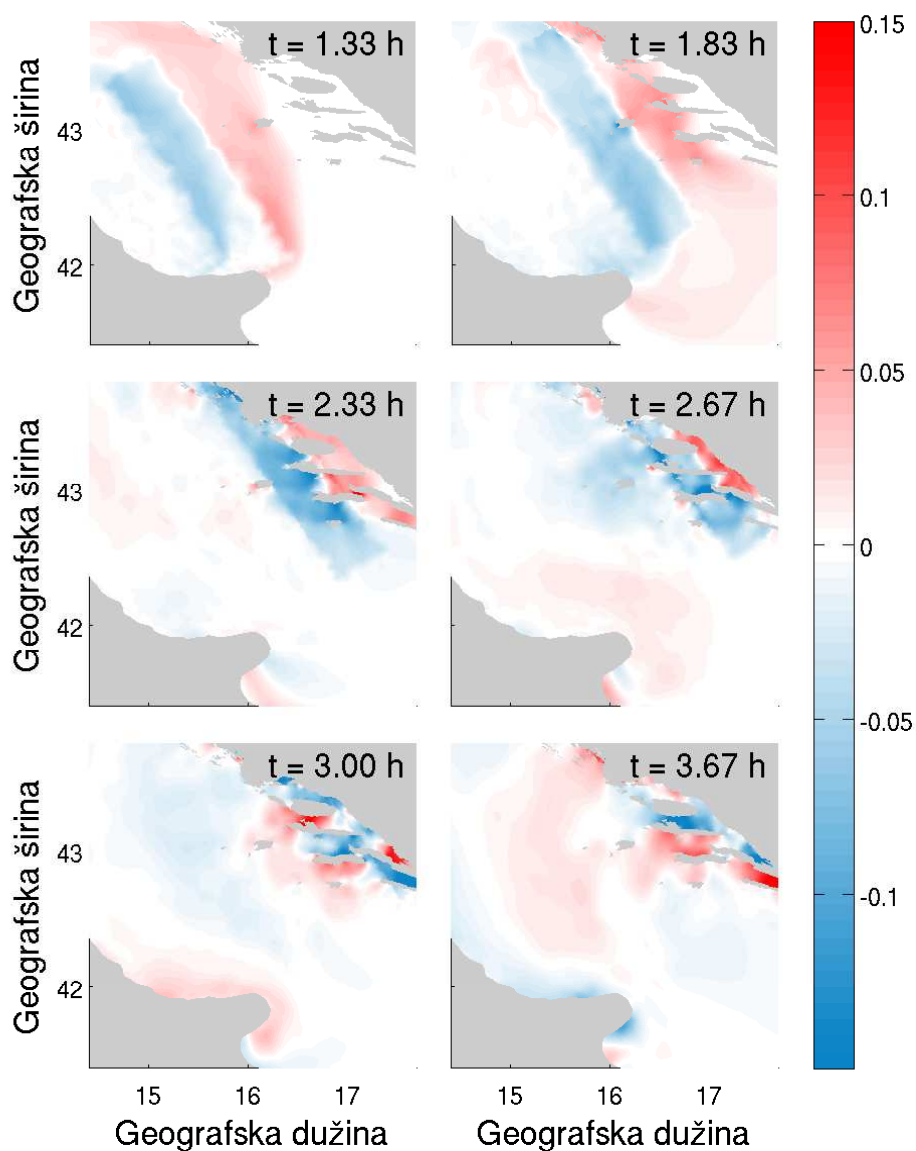 t = 1.33 h
t = 1.83 h
0.15
0.1
0.05
0
-0.05
-0.1
Geografska širina
43
42
t = 2.33 h
t = 2.67 h
Geografska širina
43
42
t = 3.00 h
t = 3.67 h
Geografska širina
43
42
15
16
17
15
16
17
Geografska dužina
Geografska dužina